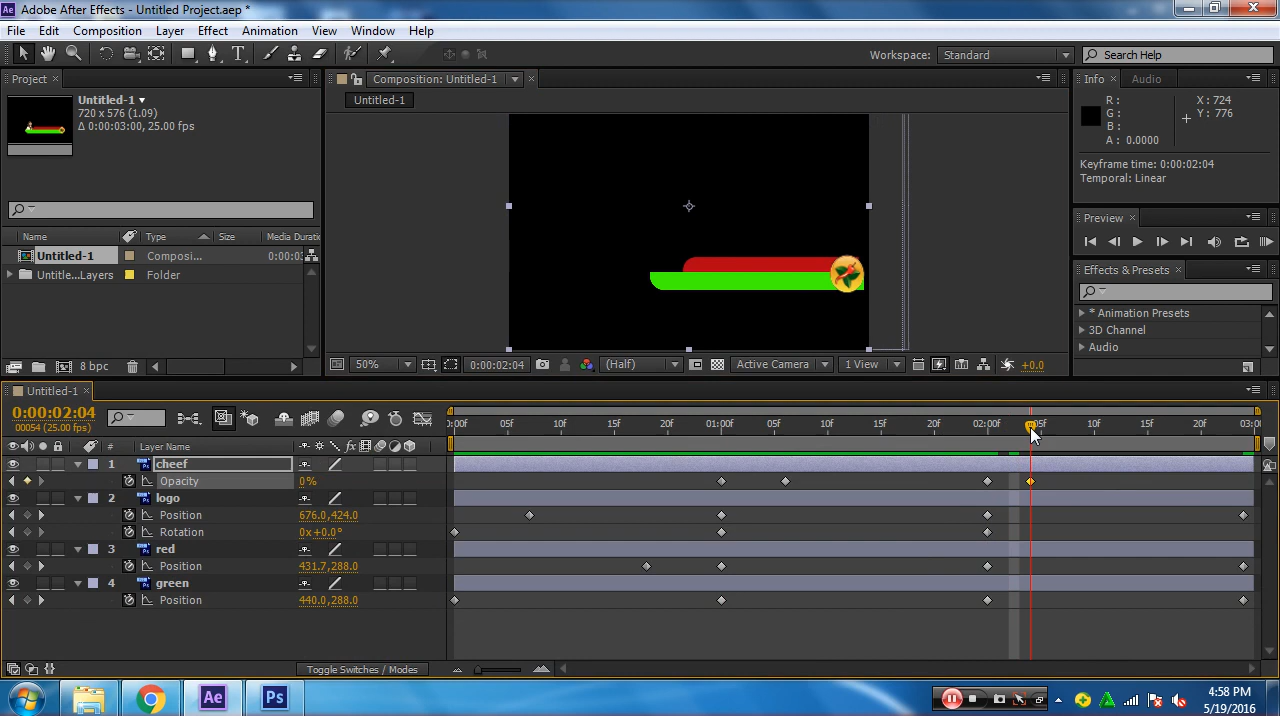 Adobe After Effects - Untitled Project.aep *
File Edit Composition Layer Effect Animation View Window Help
Workspace: Standard Search Help
Project Composition: Untitled-1 Info Audio
Untitled-1
Untitled-1
720 x 576 (1.09)
Δ 0:00:03:00, 25.00 fps
R: X: 724
G: Y: 776
B:
A: 0.0000
Keyframe time: 0:00:02:04
Temporal: Linear
Preview
Name Type Size Media Duratio
Untitled-1 Composi... 0:00:03
Untitle...Layers Folder
Effects & Presets
* Animation Presets
3D Channel
Audio
8 bpc 50% 0:00:02:04 (Half) Active Camera 1 View +0.0
Untitled-1
0:00:02:04
00054 (25.00 fps)
:00f 05f 10f 15f 20f 01:00f 05f 10f 15f 20f 02:00f 05f 10f 15f 20f 03:00
# Layer Name fx
1 cheef
Opacity 0%
2 logo
Position 676.0,424.0
Rotation 0x+0.0°
3 red
Position 431.7,288.0
4 green
Position 440.0,288.0
Toggle Switches / Modes
Ae Ps
4:58 PM
5/19/2016